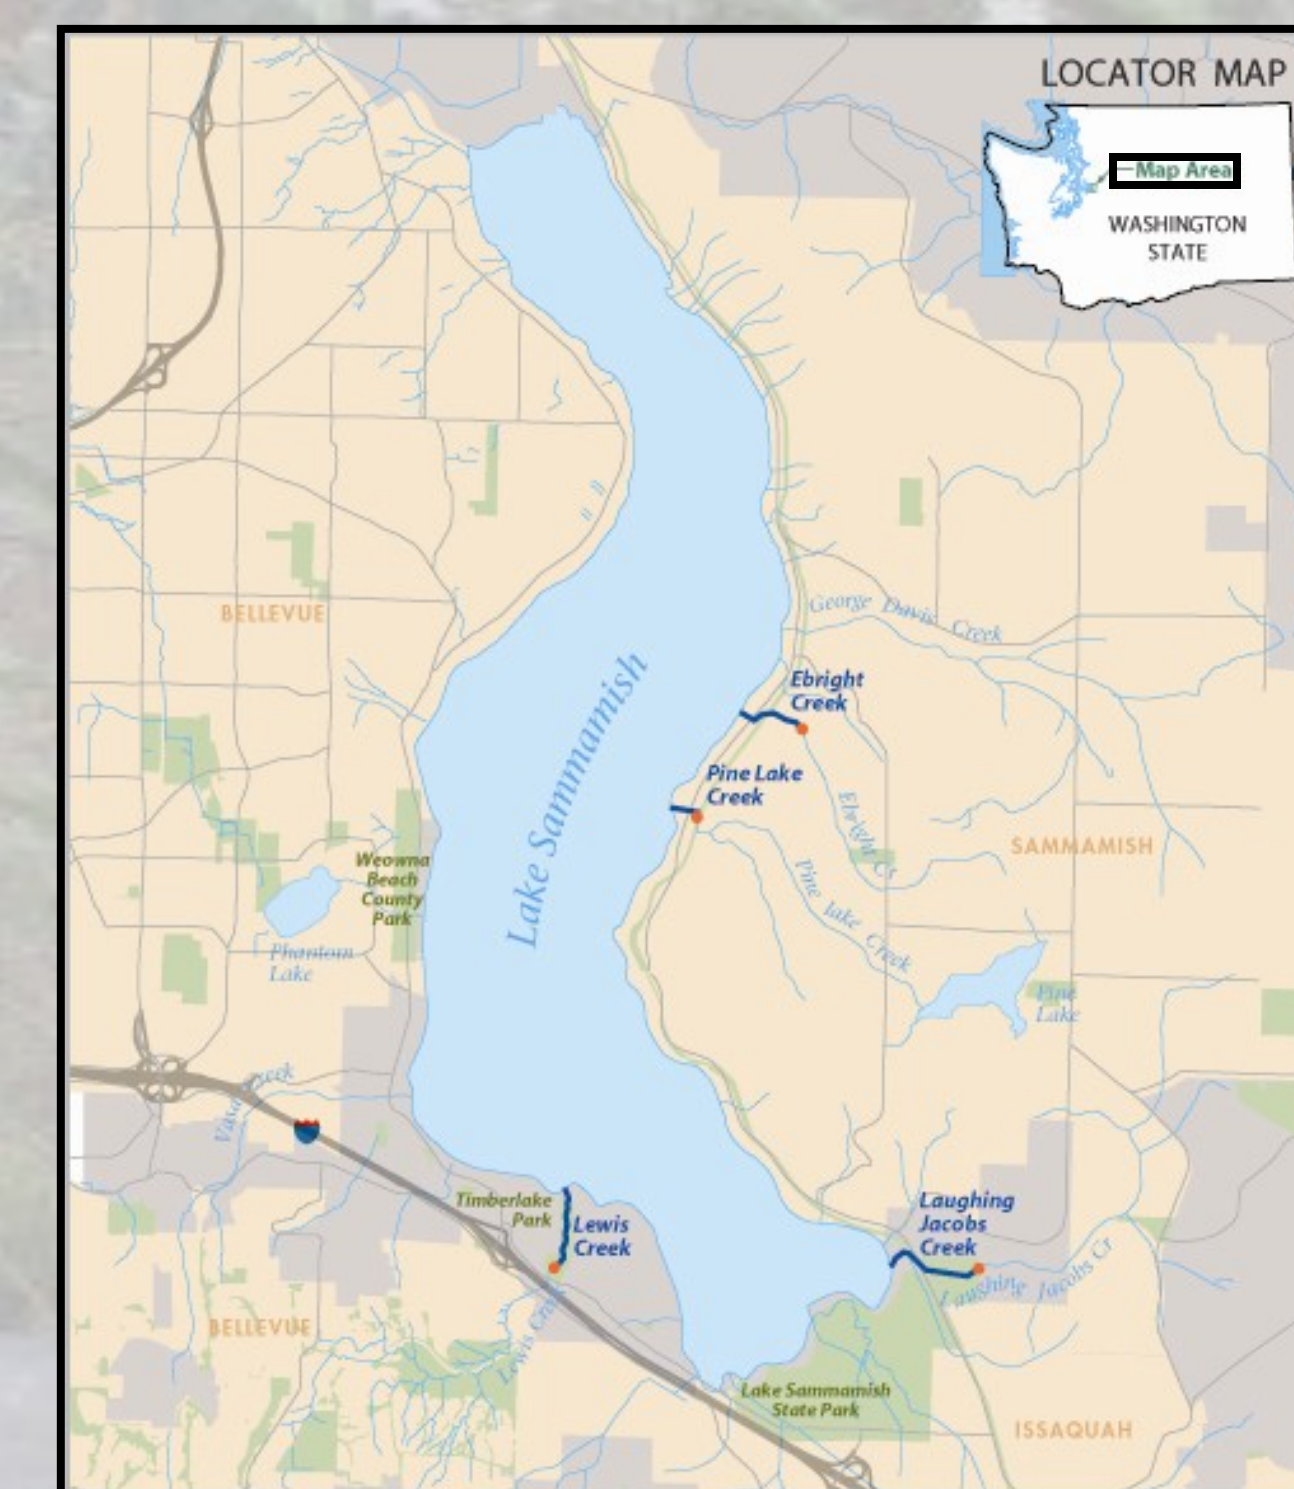 LOCATOR MAP
Map Area
WASHINGTON
STATE
BELLEVUE
George Davis Creek
Ebright
Creek
Lake Sammamish
Pine Lake
Creek
Ebright Cr
SAMMAMISH
Weowna
Beach
County
Park
Pine lake Creek
Phantom
Lake
Pine
Lake
Vasa Creek
Timberlake
Park
Lewis
Creek
Laughing
Jacobs
Creek
Laughing Jacobs Cr
BELLEVUE
Lewis Creek
Lake Sammamish
State Park
ISSAQUAH